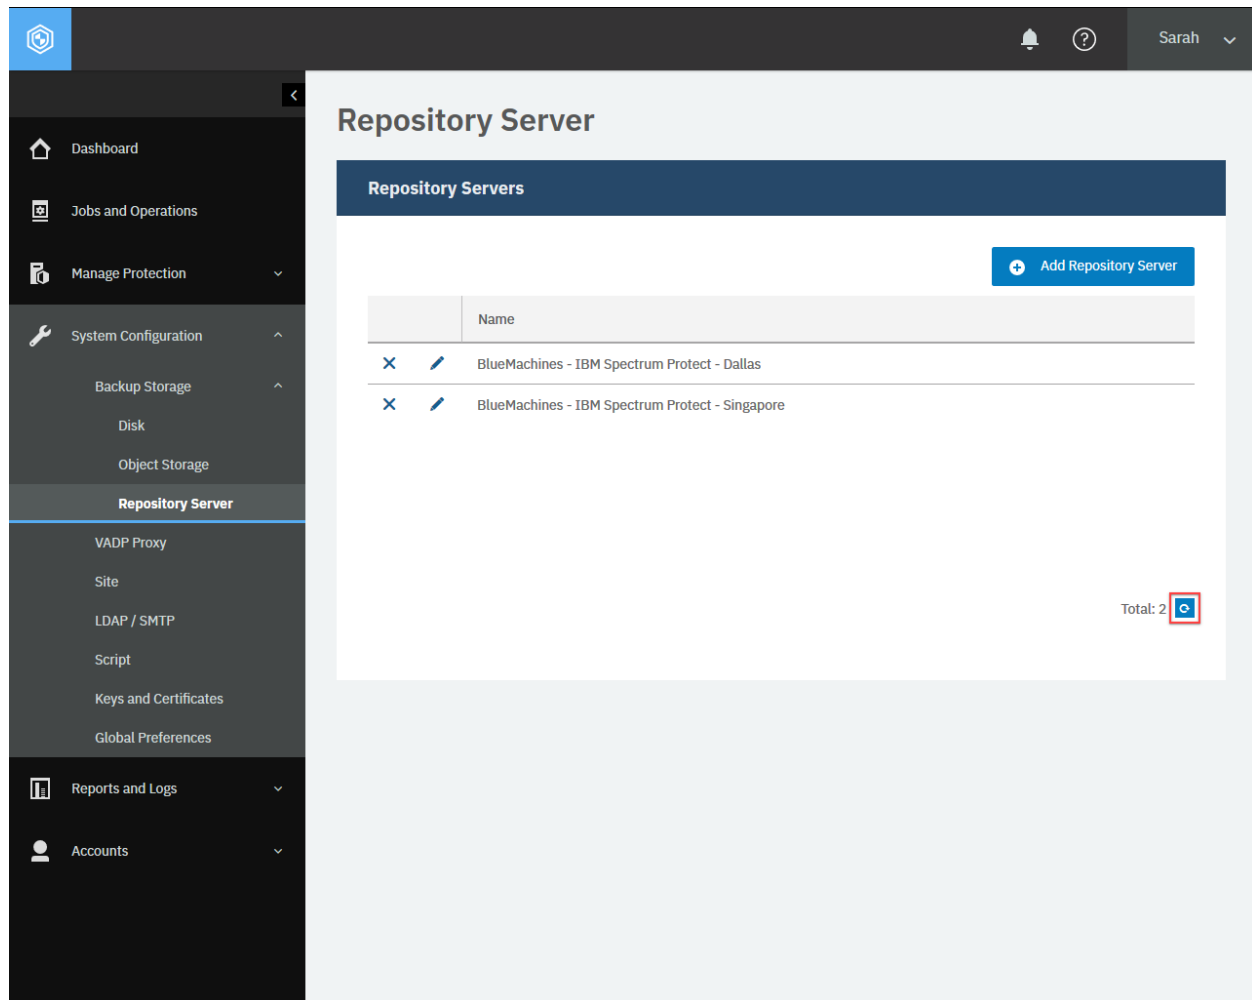 Sarah
Repository Server
Dashboard
Repository Servers
Jobs and Operations
Add Repository Server
Manage Protection
Name
System Configuration
BlueMachines - IBM Spectrum Protect - Dallas
Backup Storage
BlueMachines - IBM Spectrum Protect - Singapore
Disk
Object Storage
Repository Server
VADP Proxy
Site
Total: 2
LDAP / SMTP
Script
Keys and Certificates
Global Preferences
Reports and Logs
Accounts